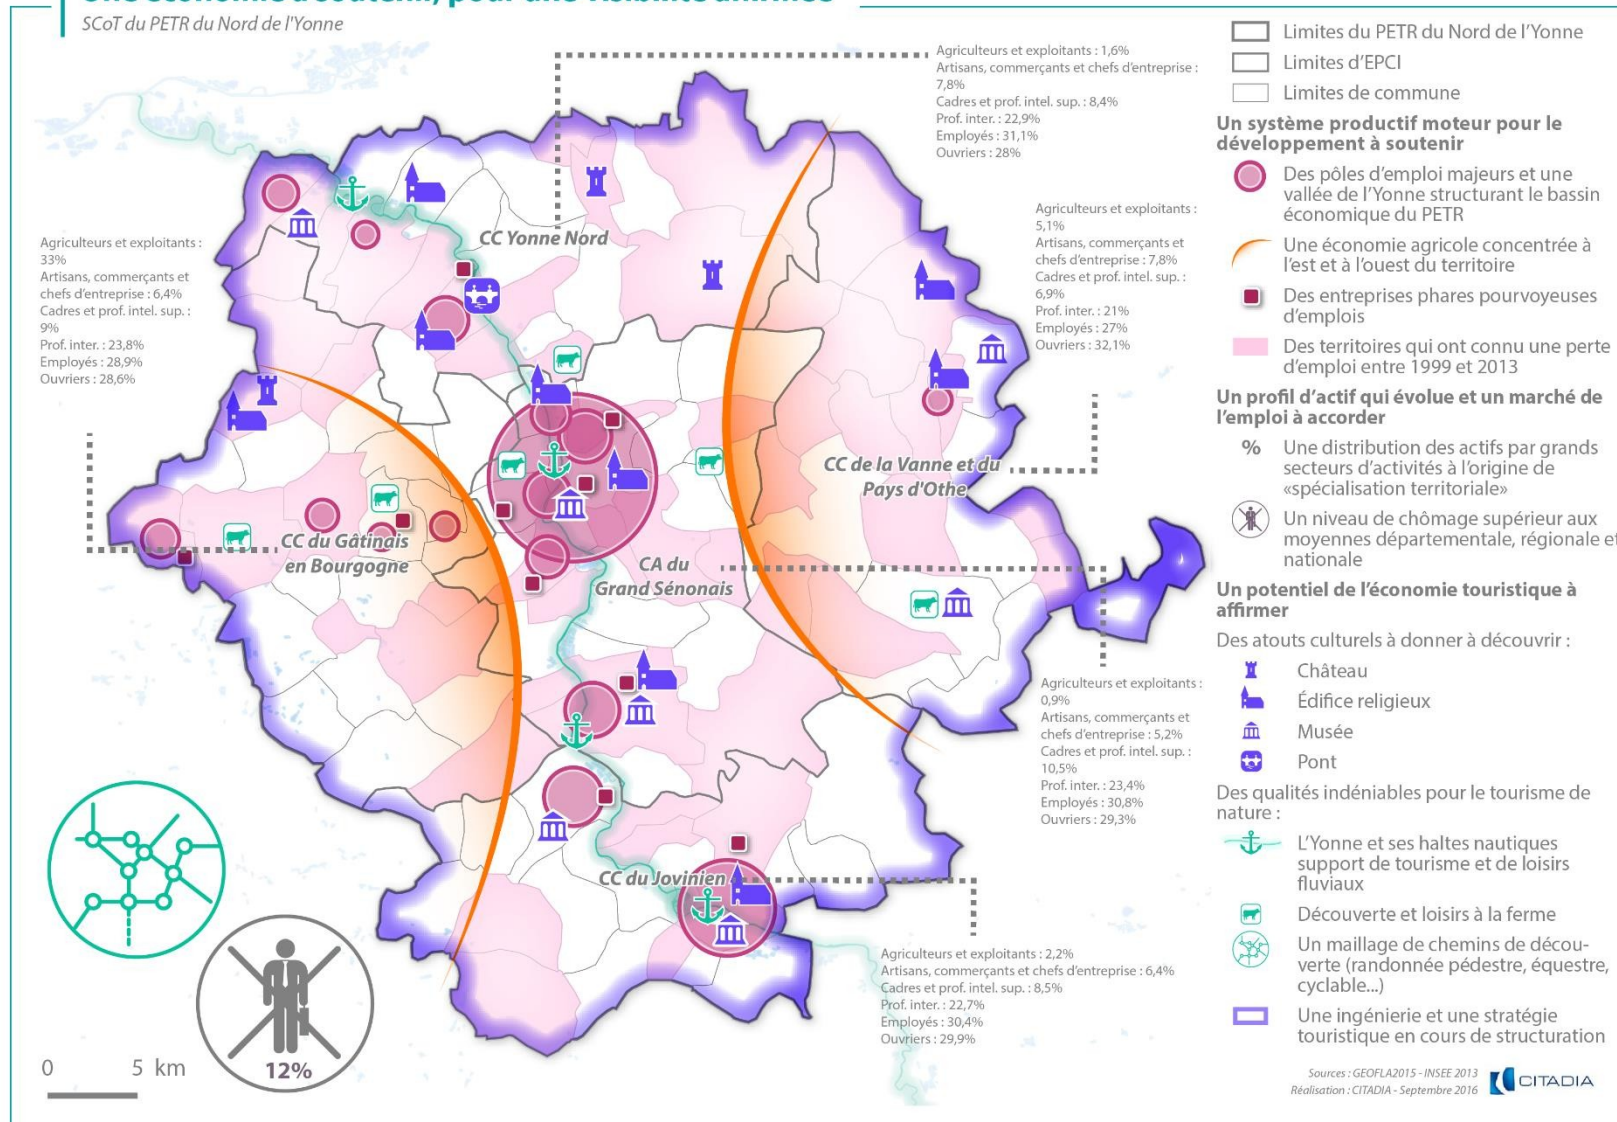 SCoT du PETR du Nord de l'Yonne
Agriculteurs et exploitants : 1,6%
Artisans, commerçants et chefs d'entreprise :
7,8%
Cadres et prof. intel. sup. : 8,4%
Prof. inter. : 22,9%
Employés : 31,1%
Ouvriers : 28%
Agriculteurs et exploitants :
5,1%
Artisans, commerçants et
chefs d'entreprise : 7,8%
Cadres et prof. intel. sup. :
6,9%
Prof. inter. : 21%
Employés : 27%
Ouvriers : 32,1%
Agriculteurs et exploitants :
33%
Artisans, commerçants et
chefs d'entreprise : 6,4%
Cadres et prof. intel. sup. :
9%
Prof. inter. : 23,8%
Employés : 28,9%
Ouvriers : 28,6%
CC Yonne Nord
CC de la Vanne et du
Pays d'Othe
CC du Gâtinais
en Bourgogne
CA du
Grand Sénonais
CC du Jovinien
Agriculteurs et exploitants :
0,9%
Artisans, commerçants et
chefs d'entreprise : 5,2%
Cadres et prof. intel. sup. :
10,5%
Prof. inter. : 23,4%
Employés : 30,8%
Ouvriers : 29,3%
Agriculteurs et exploitants : 2,2%
Artisans, commerçants et chefs d'entreprise : 6,4%
Cadres et prof. intel. sup. : 8,5%
Prof. inter. : 22,7%
Employés : 30,4%
Ouvriers : 29,9%
12%
0 5 km
Limites du PETR du Nord de l'Yonne
Limites d'EPCI
Limites de commune
Un système productif moteur pour le
développement à soutenir
Des pôles d'emploi majeurs et une
vallée de l'Yonne structurant le bassin
économique du PETR
Une économie agricole concentrée à
l'est et à l'ouest du territoire
Des entreprises phares pourvoyeuses
d'emplois
Des territoires qui ont connu une perte
d'emploi entre 1999 et 2013
Un profil d'actif qui évolue et un marché de
l'emploi à accorder
% Une distribution des actifs par grands
secteurs d'activités à l'origine de
«spécialisation territoriale»
Un niveau de chômage supérieur aux
moyennes départementale, régionale et
nationale
Un potentiel de l'économie touristique à
affirmer
Des atouts culturels à donner à découvrir :
Château
Édifice religieux
Musée
Pont
Des qualités indéniables pour le tourisme de
nature :
L'Yonne et ses haltes nautiques
support de tourisme et de loisirs
fluviaux
Découverte et loisirs à la ferme
Un maillage de chemins de décou-
verte (randonnée pédestre, équestre,
cyclable...)
Une ingénierie et une stratégie
touristique en cours de structuration
Sources : GEOFLA2015 - INSEE 2013
Réalisation : CITADIA - Septembre 2016
CITADIA